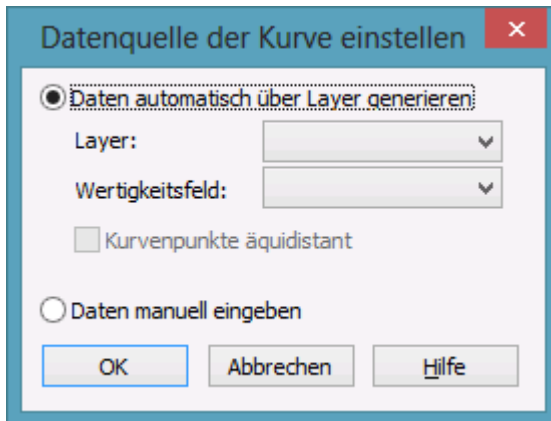 Datenquelle der Kurve einstellen
Daten automatisch über Layer generieren
Layer:
Wertigkeitsfeld:
Kurvenpunkte äquidistant
Daten manuell eingeben
OK Abbrechen Hilfe